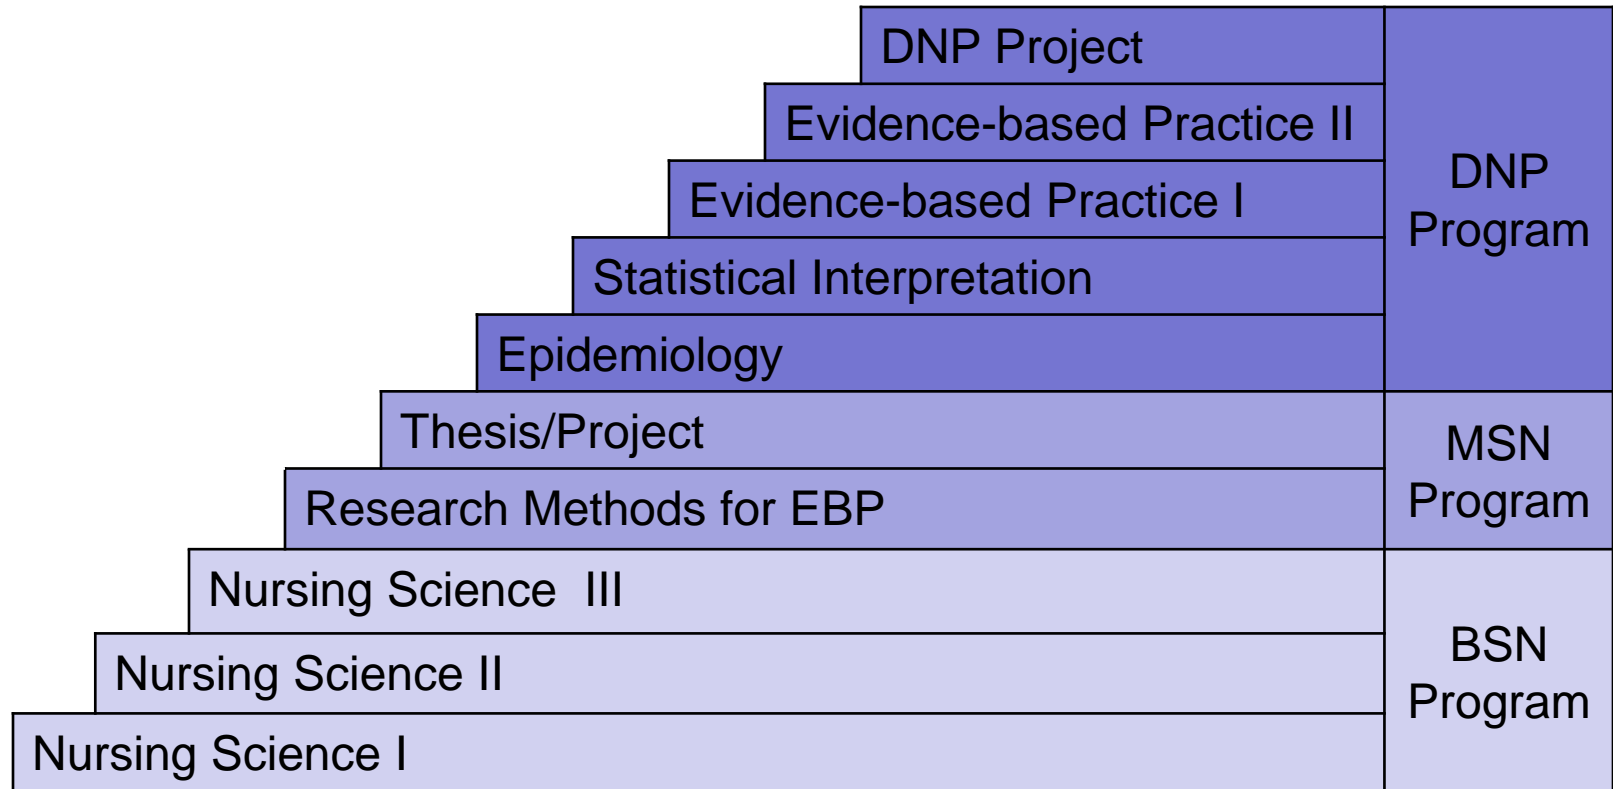 DNP Project
Evidence-based Practice II
Evidence-based Practice I
Statistical Interpretation
Epidemiology
DNP
Program
Thesis/Project
Research Methods for EBP
MSN
Program
Nursing Science  III
Nursing Science II
Nursing Science I
BSN
Program